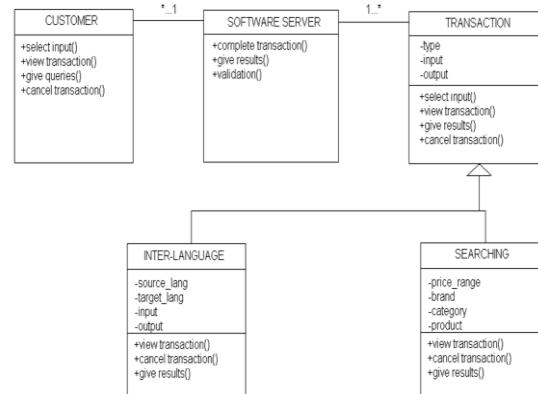 CUSTOMER
+select input()
+view transaction()
+give queries()
+cancel transaction()
*...1
SOFTWARE SERVER
+complete transaction()
+give results()
+validation()
1...*
TRANSACTION
-type
-input
-output
+select input()
+view transaction()
+give results()
+cancel transaction()
INTER-LANGUAGE
-source_lang
-target_lang
-input
-output
+view transaction()
+cancel transaction()
+give results()
SEARCHING
-price_range
-brand
-category
-product
+view transaction()
+cancel transaction()
+give results()